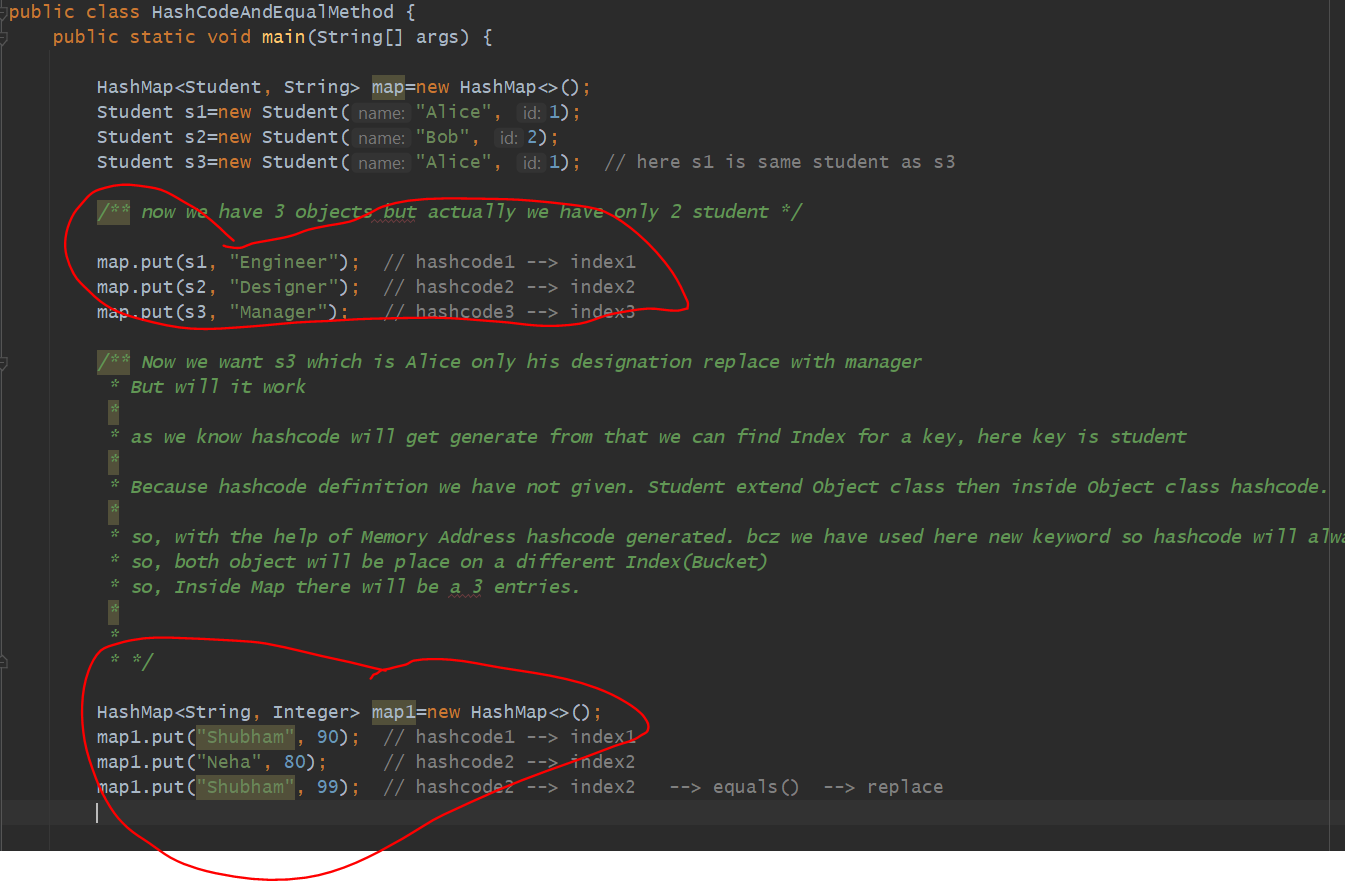 public class HashCodeAndEqualMethod {
public static void main(String[] args) {
HashMap<Student, String> map=new HashMap<>();
Student s1=new Student( name: "Alice", id: 1);
Student s2=new Student( name: "Bob", id: 2);
Student s3=new Student( name: "Alice", id: 1);  // here s1 is same student as s3
/** now we have 3 objects but actually we have only 2 student */
map.put(s1, "Engineer");  // hashcode1 --> index1
map.put(s2, "Designer");  // hashcode2 --> index2
map.put(s3, "Manager");   // hashcode3 --> index3
/** Now we want s3 which is Alice only his designation replace with manager
* But will it work
*
* as we know hashcode will get generate from that we can find Index for a key, here key is student
*
* Because hashcode definition we have not given. Student extend Object class then inside Object class hashcode.
*
* so, with the help of Memory Address hashcode generated. bcz we have used here new keyword so hashcode will
* so, both object will be place on a different Index(Bucket)
* so, Inside Map there will be a 3 entries.
*
*
* */
HashMap<String, Integer> map1=new HashMap<>();
map1.put("Shubham", 90);  // hashcode1 --> index1
map1.put("Neha", 80);     // hashcode2 --> index2
map1.put("Shubham", 99);  // hashcode2 --> index2   --> equals()  --> replace